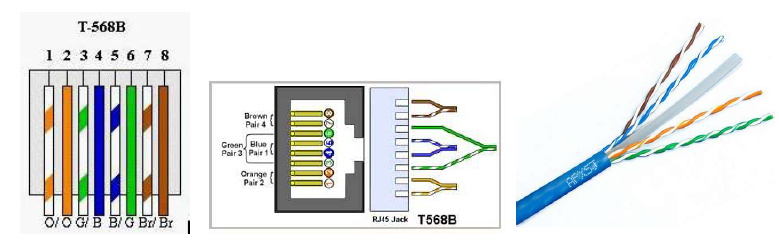 T-568B
1 2 3 4 5 6 7 8
O/ O G/ B B/ G Br/ Br
Brown
Pair 4
Green
Pair 3
Blue
Pair 1
Orange
Pair 2
RJ45 Jack
T568B